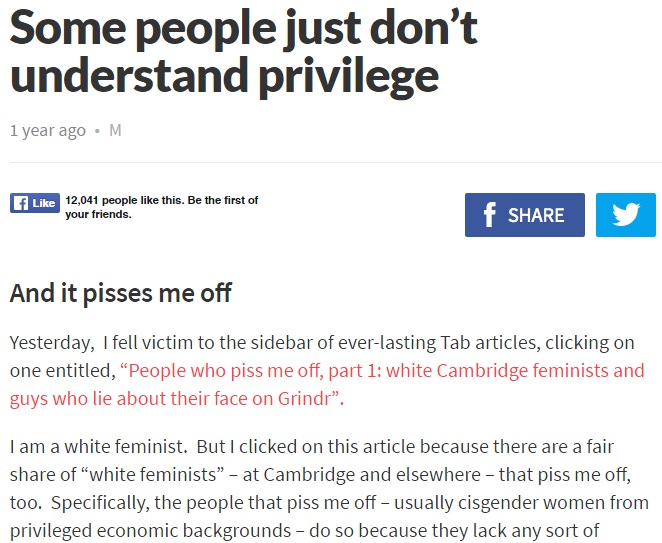 Some people just don’t
understand privilege
1 year ago • M
Like
12,041 people like this. Be the first of
your friends.
f SHARE
And it pisses me off
Yesterday,  I fell victim to the sidebar of ever-lasting Tab articles, clicking on
one entitled, “People who piss me off, part 1: white Cambridge feminists and
guys who lie about their face on Grindr”.
I am a white feminist.  But I clicked on this article because there are a fair
share of “white feminists” – at Cambridge and elsewhere – that piss me off,
too.  Specifically, the people that piss me off – usually cisgender women from
privileged economic backgrounds – do so because they lack any sort of